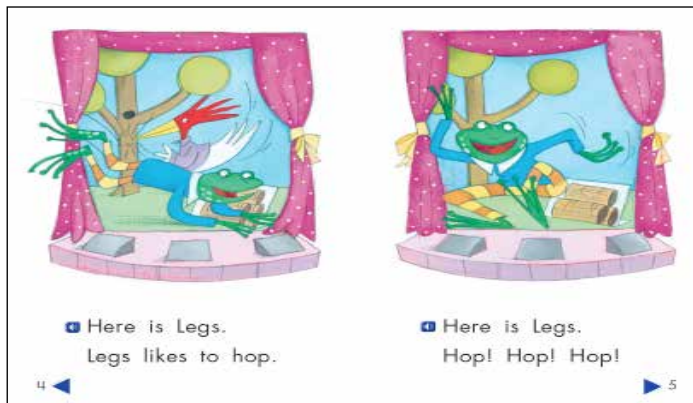 Here is Legs.
Legs likes to hop.
4
Here is Legs.
Hop! Hop! Hop!
5